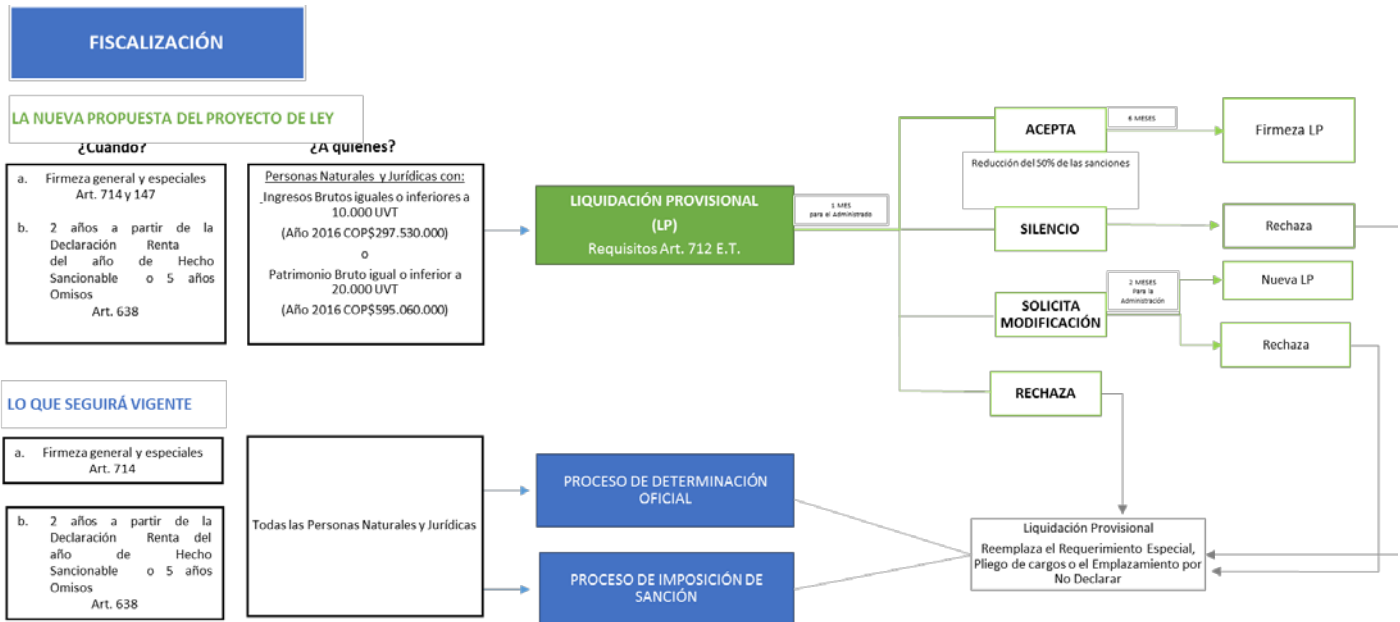 FISCALIZACIÓN
LA NUEVA PROPUESTA DEL PROYECTO DE LEY
¿Cuándo?
a. Firmeza general y especiales
Art. 714 y 147
b. 2 años a partir de la
Declaración Renta
del año de Hecho
Sancionable o 5 años
Omisos
Art. 638
¿A quienes?
Personas Naturales y Jurídicas con:
Ingresos Brutos iguales o inferiores a
10.000 UVT
(Año 2016 COP$297.530.000)
o
Patrimonio Bruto igual o inferior a
20.000 UVT
(Año 2016 COP$595.060.000)
LIQUIDACIÓN PROVISIONAL
(LP)
Requisitos Art. 712 E.T.
1 MES
para el Administrado
ACEPTA
6 MESES
Firmeza LP
Reducción del 50% de las sanciones
SILENCIO
Rechaza
SOLICITA
MODIFICACIÓN
2 MESES
Para la
Administración
Nueva LP
Rechaza
RECHAZA
LO QUE SEGUIRÁ VIGENTE
a. Firmeza general y especiales
Art. 714
b. 2 años a partir de la
Declaración Renta del
año de Hecho
Sancionable o 5 años
Omisos
Art. 638
Todas las Personas Naturales y Jurídicas
PROCESO DE DETERMINACIÓN
OFICIAL
PROCESO DE IMPOSICIÓN DE
SANCIÓN
Liquidación Provisional
Reemplaza el Requerimiento Especial,
Pliego de cargos o el Emplazamiento por
No Declarar